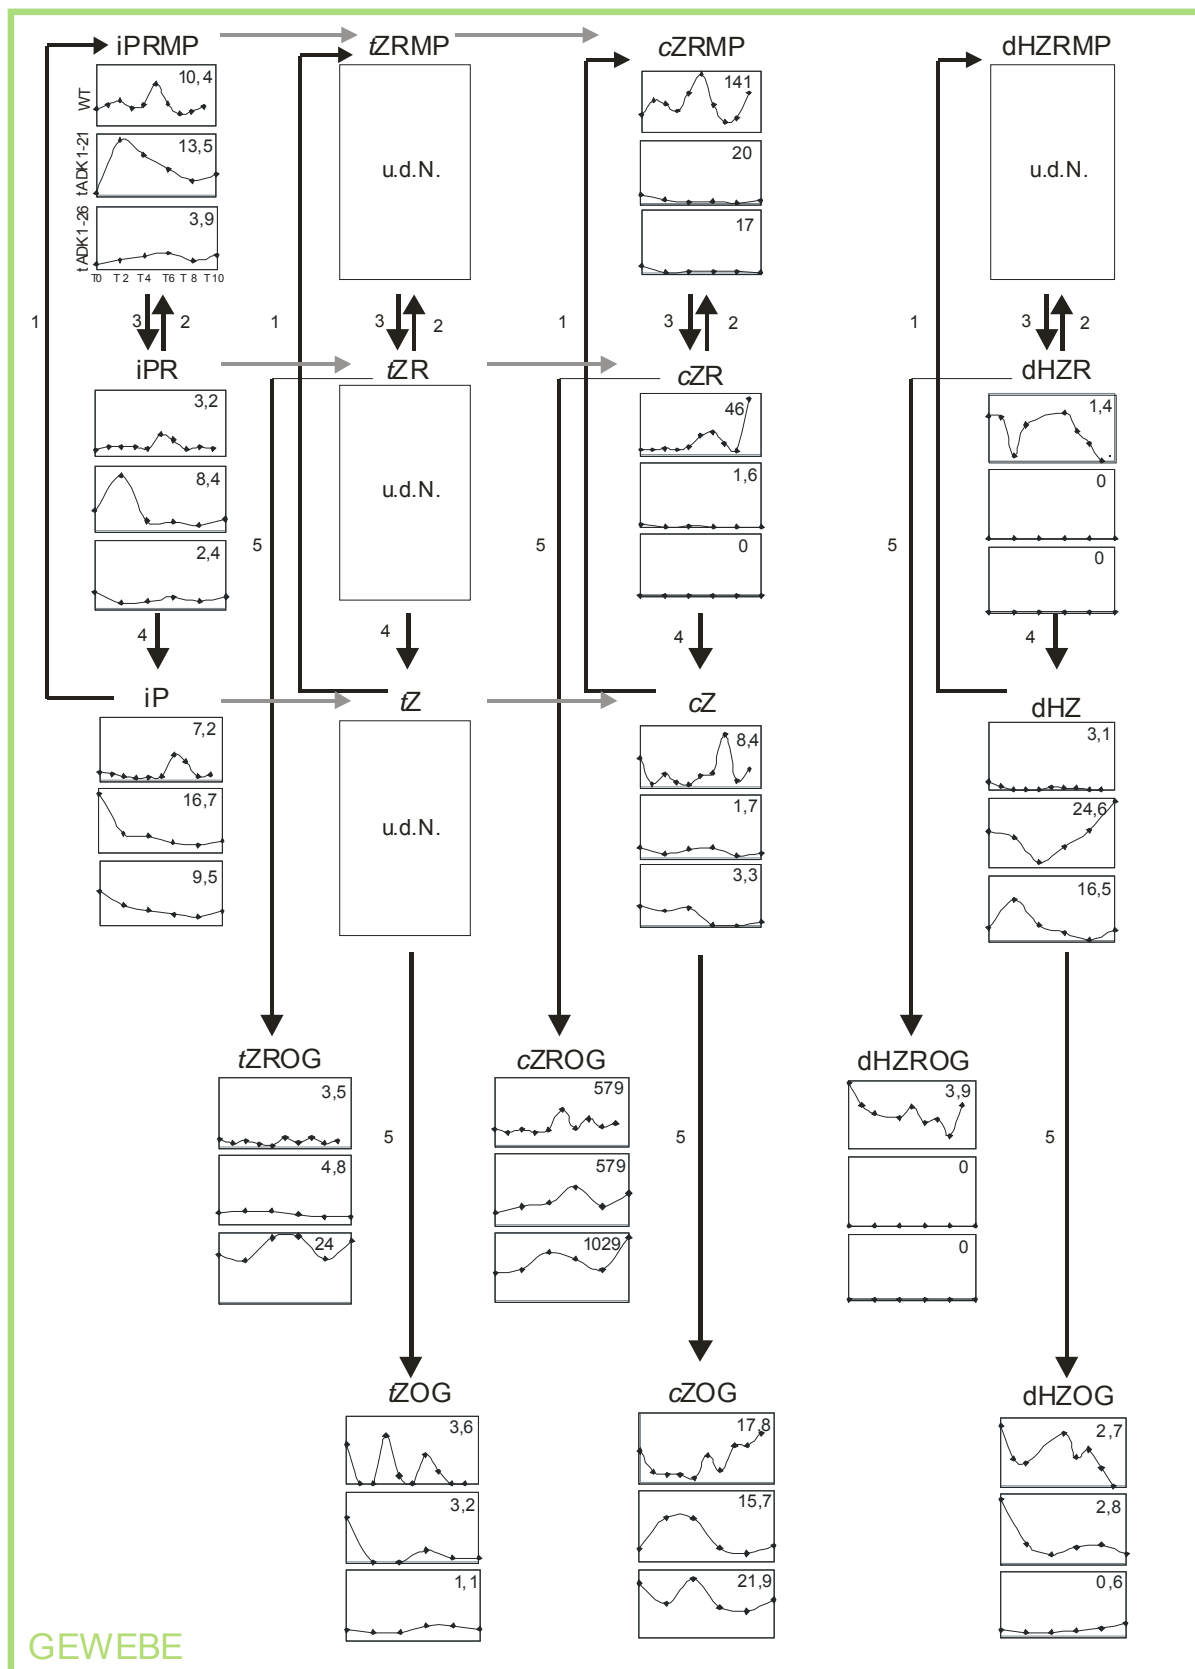 iPRMP tZRMP cZRMP dHZRMP
WT 10,4
tADK1-21 13,5
tADK1-26 3,9
T0 T2 T4 T6 T8 T10
u.d.N.
141
20
17
u.d.N.
1 3 2 1 3 2 1 3 2 1 3 2
iPR tZR cZR dHZR
3,2
8,4
2,4
u.d.N.
46
1,6
0
1,4
0
0
5 5 5
4 4 4 4
iP tZ cZ dHZ
7,2
16,7
9,5
u.d.N.
8,4
1,7
3,3
3,1
24,6
16,5
tZROG cZROG dHZROG
3,5
4,8
24
579
579
1029
3,9
0
0
5 5 5
tZOG cZOG dHZOG
3,6
3,2
1,1
17,8
15,7
21,9
2,7
2,8
0,6
GEWEBE